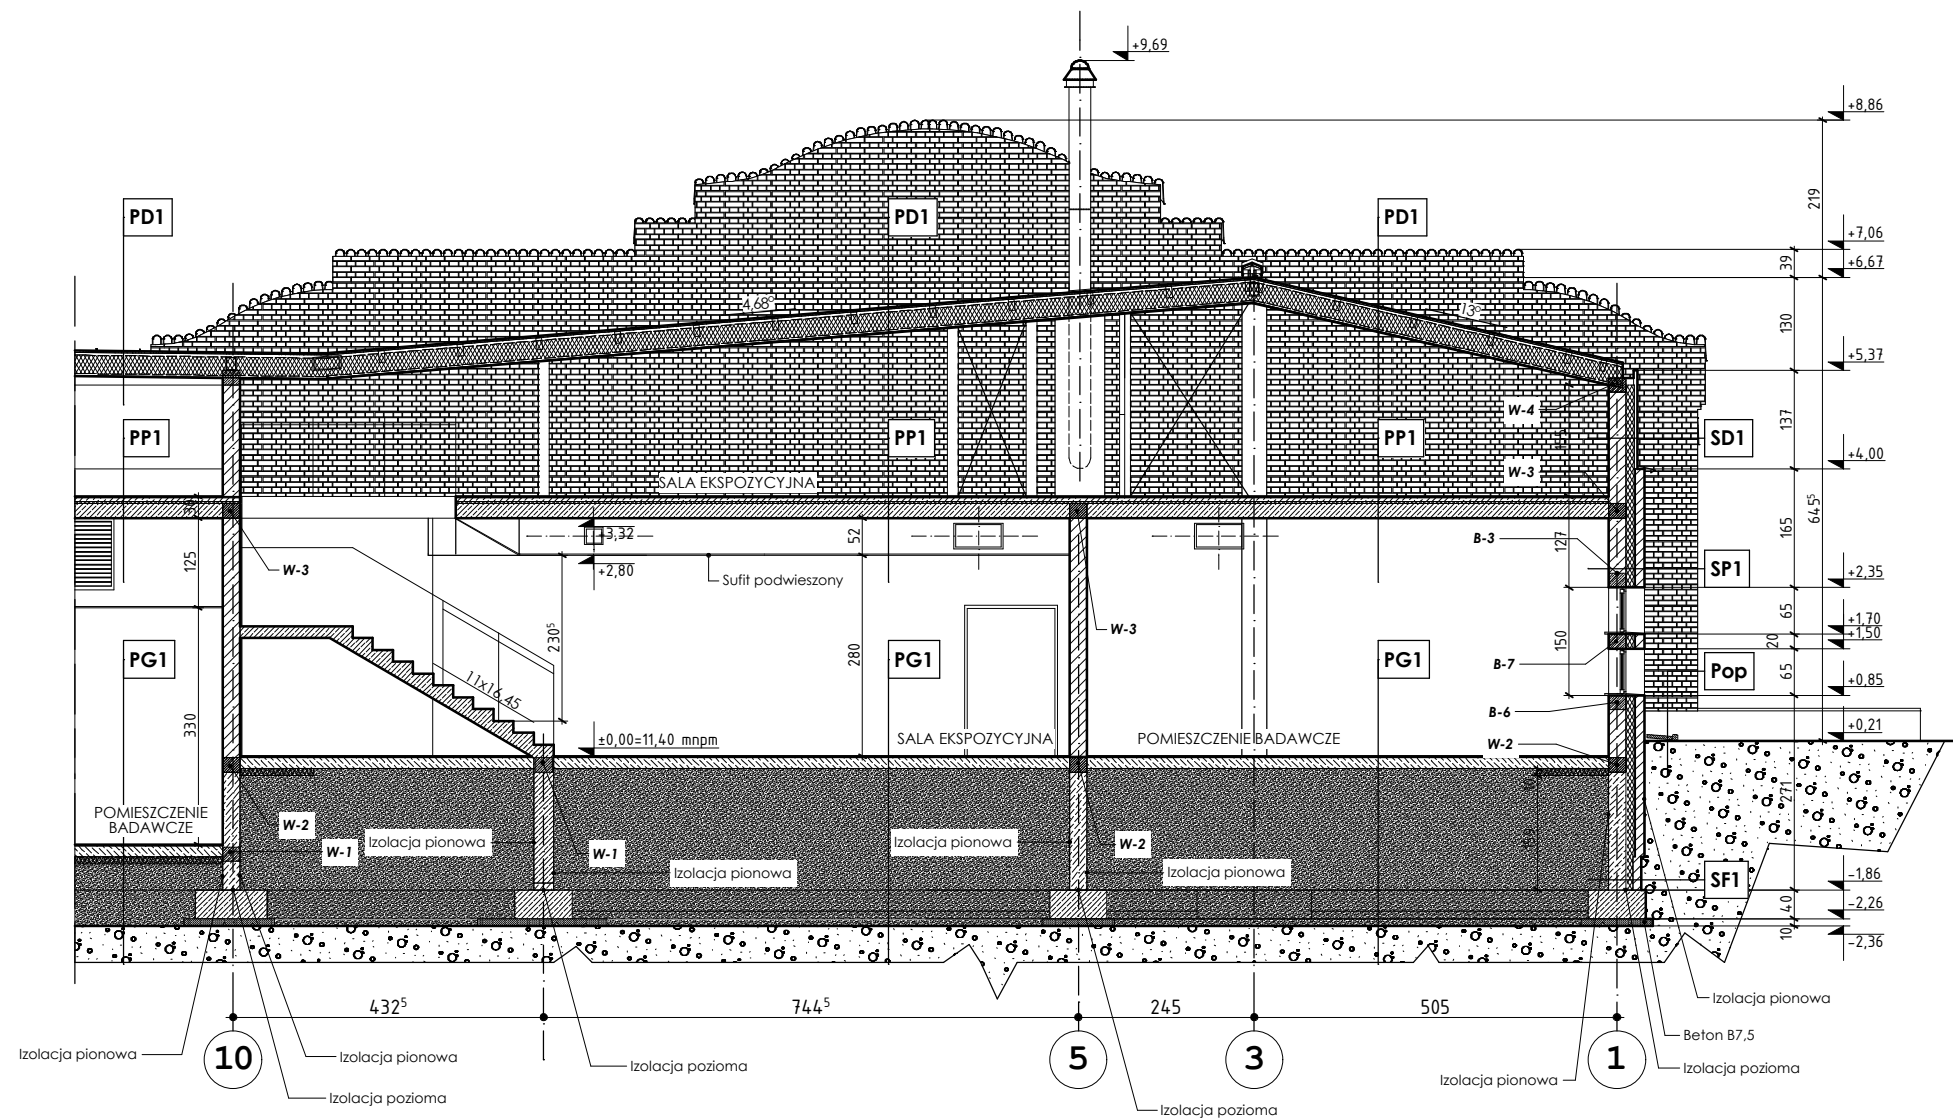 +9,69
+8,86
219
PD1
PD1
PD1
+7,06
39
+6,67
4,68°
13°
130
+5,37
W-4
137
PP1
PP1
PP1
SD1
+4,00
W-3
SALA EKSPOZYCYJNA
30
645⁵
+3,32
52
127
165
B-3
125
+2,80
Sufit podwieszony
W-3
SP1
+2,35
65
+1,70
W-3
230⁵
280
150
20
+1,50
PG1
PG1
PG1
B-7
Pop
65
11x16,45
+0,85
B-6
330
±0,00=11,40 mnpm
SALA EKSPOZYCYJNA
POMIESZCZENIE BADAWCZE
W-2
+0,21
271
POMIESZCZENIE
BADAWCZE
W-2
W-1
Izolacja pionowa
W-1
Izolacja pionowa
W-2
Izolacja pionowa
Izolacja pionowa
SF1
-1,86
40
-2,26
10
-2,36
Izolacja pionowa
432⁵
744⁵
245
505
Beton B7,5
10
5
3
1
Izolacja pionowa
Izolacja pionowa
Izolacja pozioma
Izolacja pozioma
Izolacja pionowa
Izolacja pozioma
Izolacja pozioma